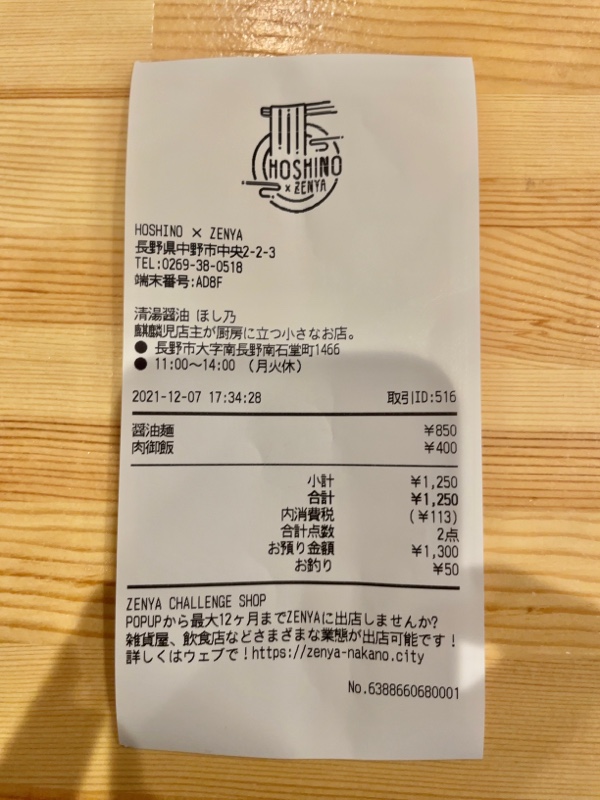 HOSHINO
× ZENYA
HOSHINO × ZENYA
長野県中野市中央2-2-3
TEL:0269-38-0518
端末番号:AD8F
清湯醤油 ほし乃
麒麟児店主が厨房に立つ小さなお店。
● 長野市大字南長野南石堂町1466
● 11:00〜14:00 (月火休)
2021-12-07 17:34:28 取引ID:516
醤油麺 ¥850
肉御飯 ¥400
小計 ¥1,250
合計 ¥1,250
内消費税 (¥113)
合計点数 2点
お預り金額 ¥1,300
お釣り ¥50
ZENYA CHALLENGE SHOP
POPUPから最大12ヶ月までZENYAに出店しませんか?
雑貨屋、飲食店などさまざまな業態が出店可能です!
詳しくはウェブで!https://zenya-nakano.city
No.6388660680001